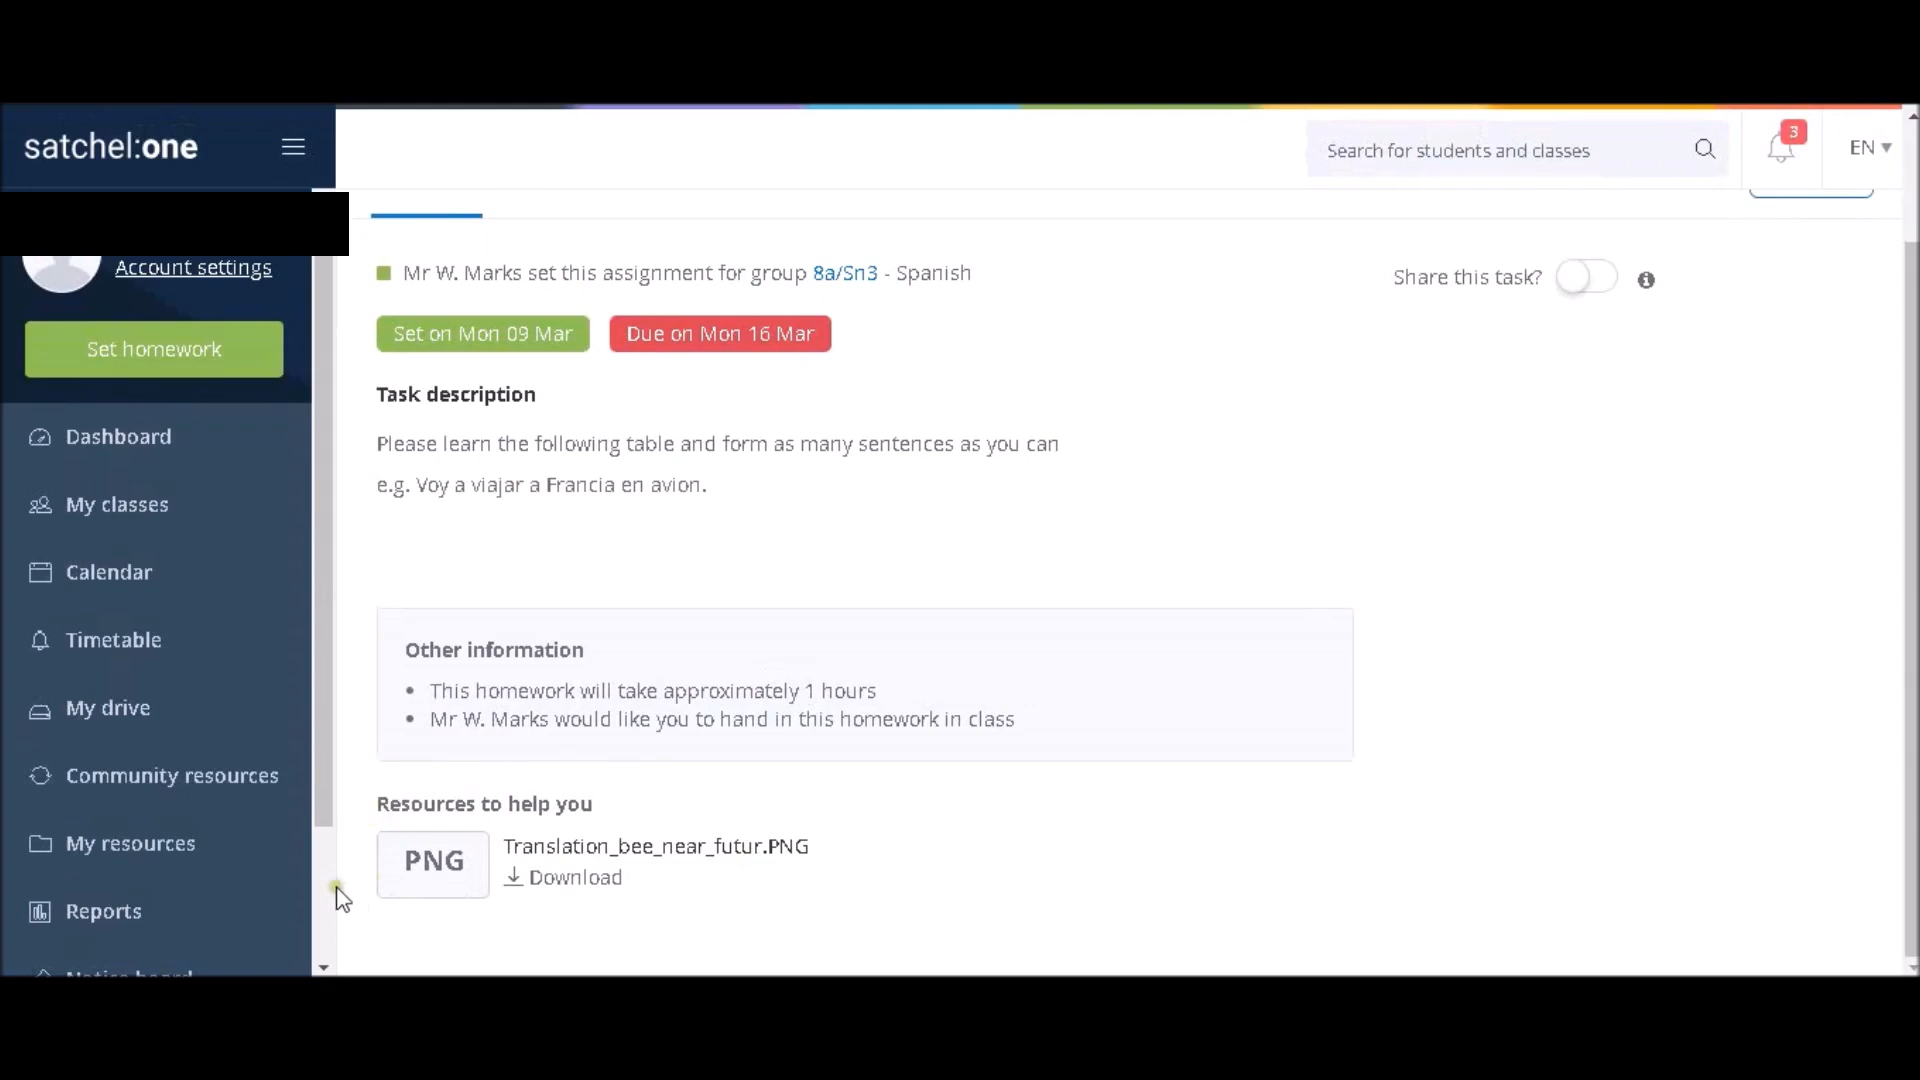 satchel:one
Search for students and classes
3
EN
Account settings
Mr W. Marks set this assignment for group 8a/Sn3 - Spanish
Share this task?
Set homework
Set on Mon 09 Mar
Due on Mon 16 Mar
Task description
Please learn the following table and form as many sentences as you can
e.g. Voy a viajar a Francia en avion.
Dashboard
My classes
Calendar
Timetable
My drive
Community resources
My resources
Reports
Other information
This homework will take approximately 1 hours
Mr W. Marks would like you to hand in this homework in class
Resources to help you
PNG
Translation_bee_near_futur.PNG
Download